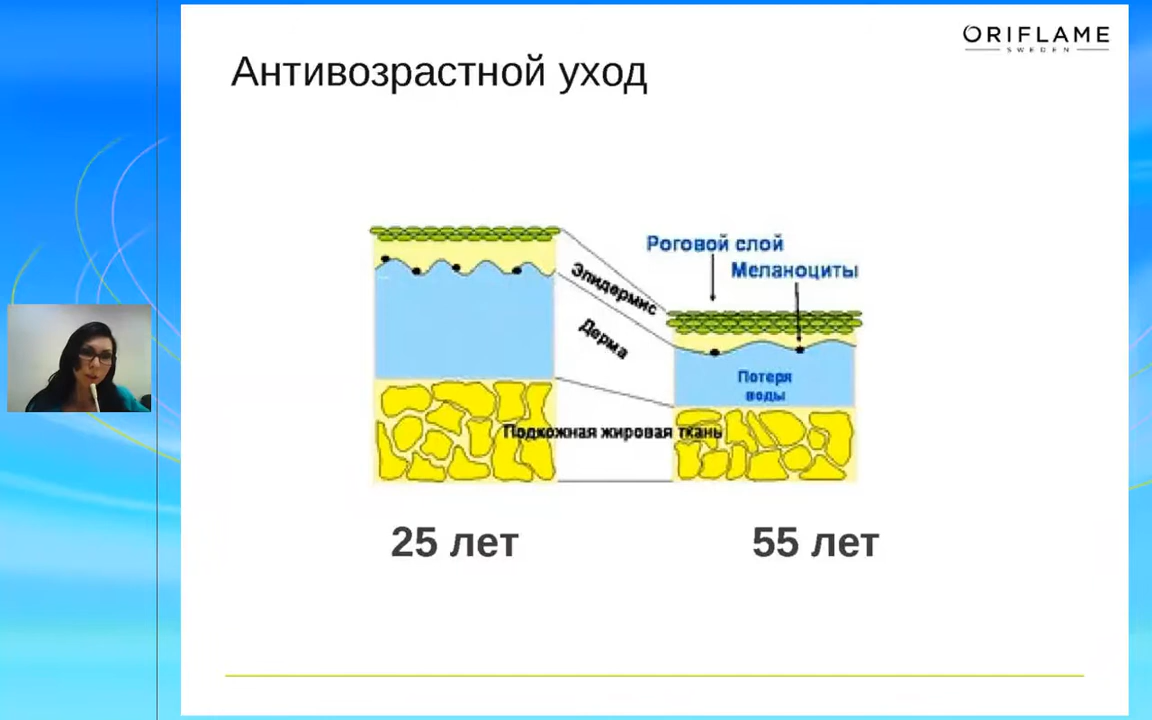 ORIFLAME
SWEDEN
Антивозрастной уход
Роговой слой
Меланоциты
Эпидермис
Дерма
Потеря
воды
Подкожная жировая ткань
25 лет
55 лет